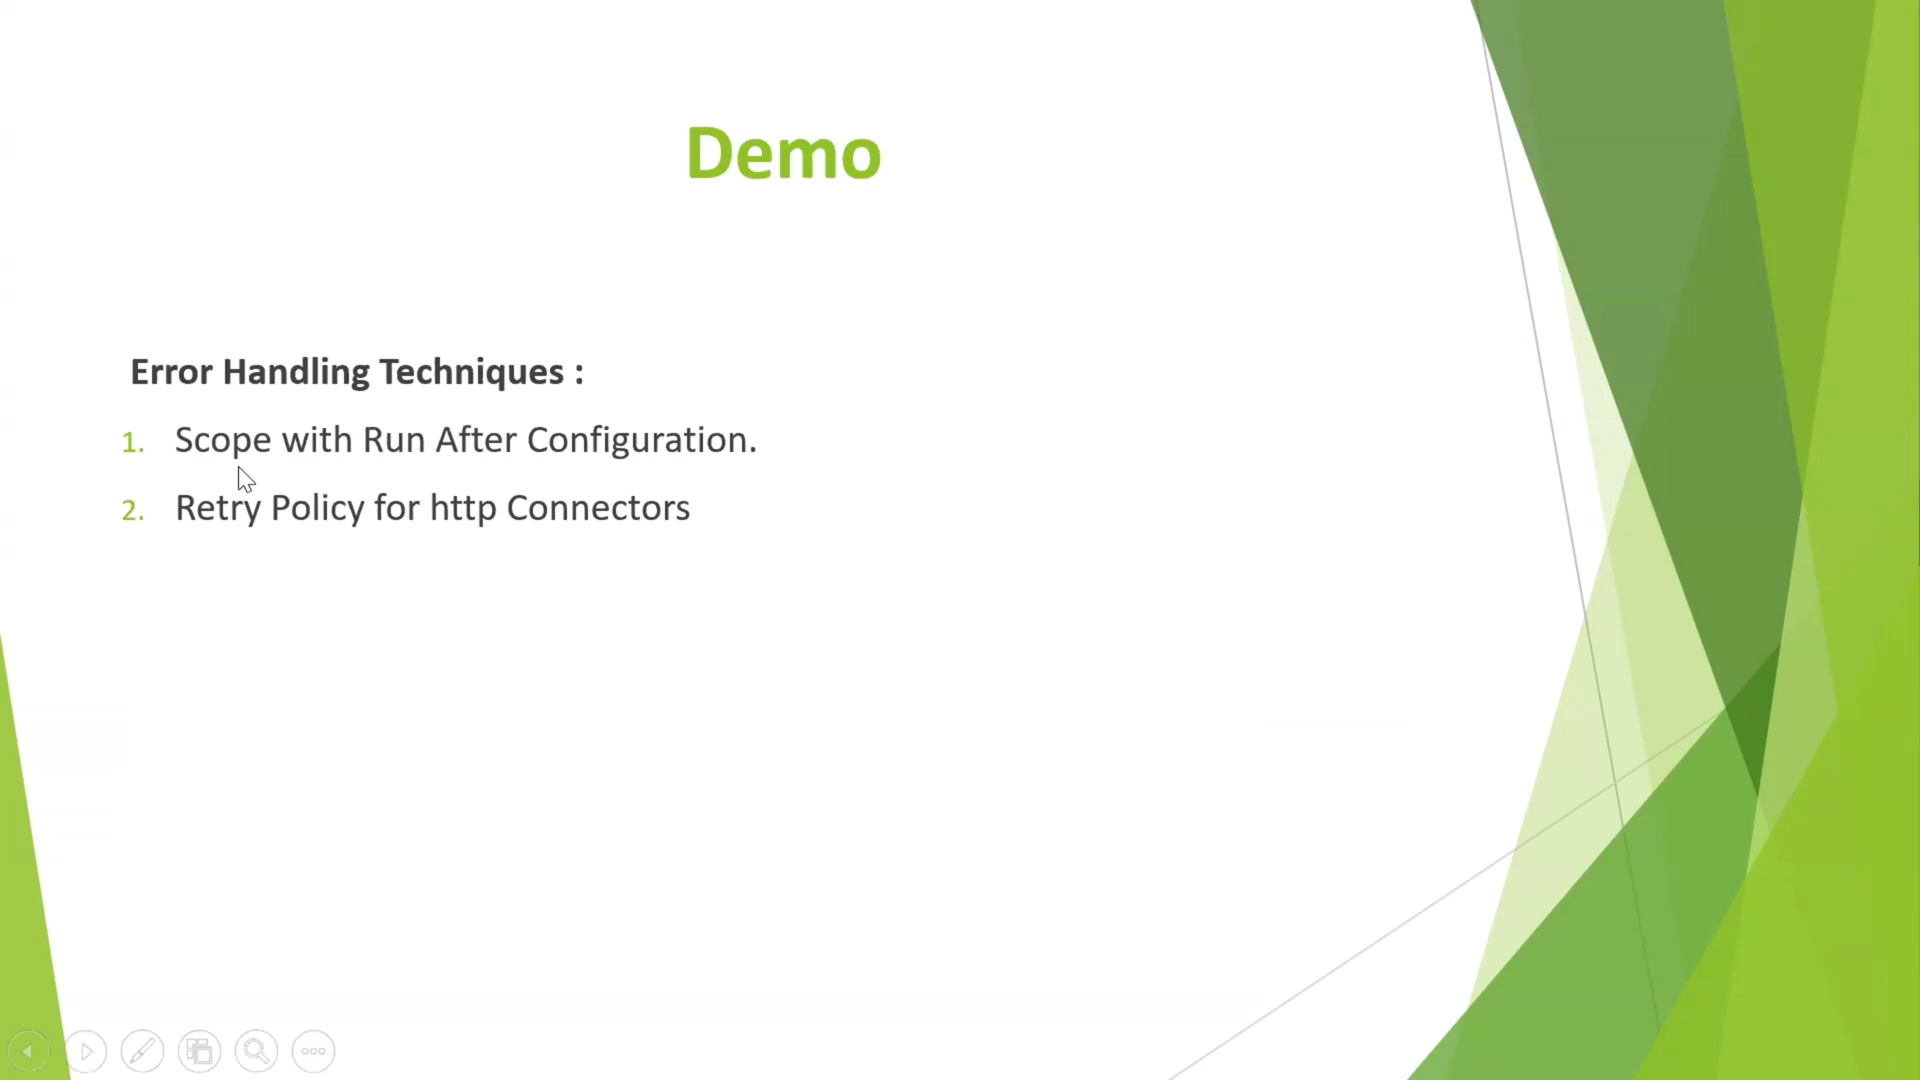 Demo
Error Handling Techniques :
1. Scope with Run After Configuration.
2. Retry Policy for http Connectors